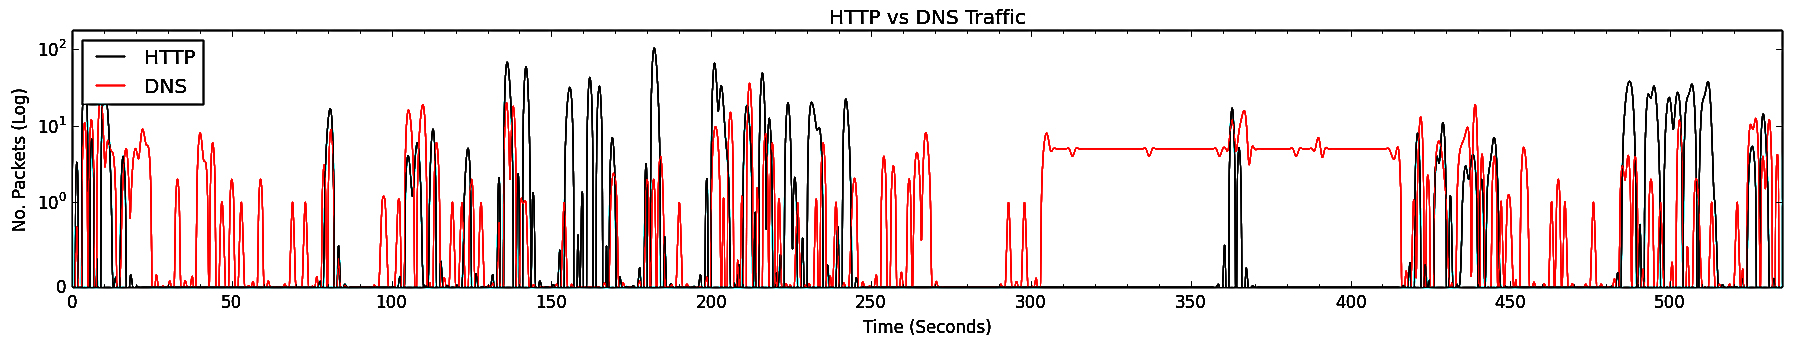 HTTP vs DNS Traffic
No. Packets (Log)
10²
10¹
10⁰
0
HTTP
DNS
0 50 100 150 200 250 300 350 400 450 500
Time (Seconds)